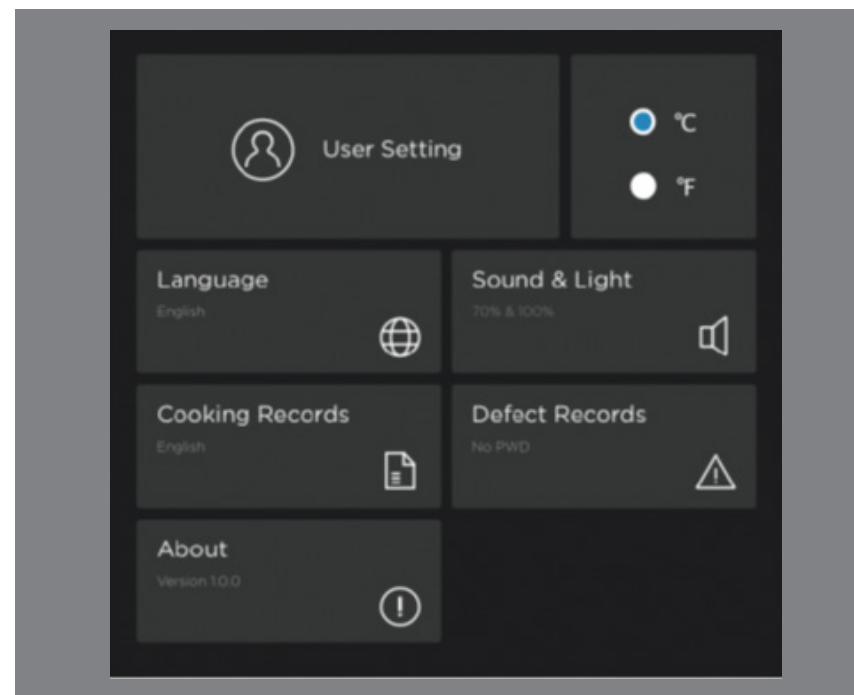 User Setting
°C
°F
Language
English
Sound & Light
70% & 100%
Cooking Records
English
Defect Records
No PWD
About
Version 1.0.0